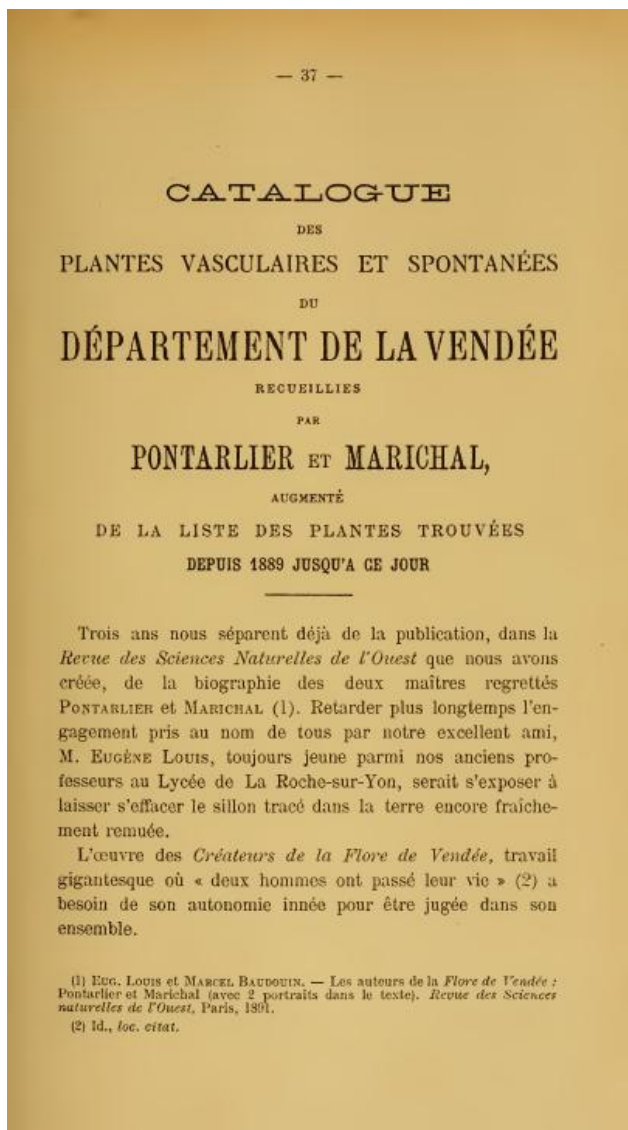 — 37 —
CATALOGUE
DES
PLANTES VASCULAIRES ET SPONTANÉES
DU
DÉPARTEMENT DE LA VENDÉE
RECUEILLIES
PAR
PONTARLIER ET MARICHAL,
AUGMENTÉ
DE LA LISTE DES PLANTES TROUVÉES
DEPUIS 1889 JUSQU'A CE JOUR
Trois ans nous séparent déjà de la publication, dans la
Revue des Sciences Naturelles de l'Ouest que nous avons
créée, de la biographie des deux maîtres regrettés
PONTARLIER et MARICHAL (1). Retarder plus longtemps l'en-
gagement pris au nom de tous par notre excellent ami,
M. EUGÈNE LOUIS, toujours jeune parmi nos anciens pro-
fesseurs au Lycée de La Roche-sur-Yon, serait s'exposer à
laisser s'effacer le sillon tracé dans la terre encore fraîche-
ment remuée.
L'œuvre des Créateurs de la Flore de Vendée, travail
gigantesque où « deux hommes ont passé leur vie » (2) a
besoin de son autonomie innée pour être jugée dans son
ensemble.
(1) EUG. LOUIS et MARCEL BAUDOUIN. — Les auteurs de la Flore de Vendée :
Pontarlier et Marichal (avec 2 portraits dans le texte). Revue des Sciences
naturelles de l'Ouest, Paris, 1891.
(2) Id., loc. citat.